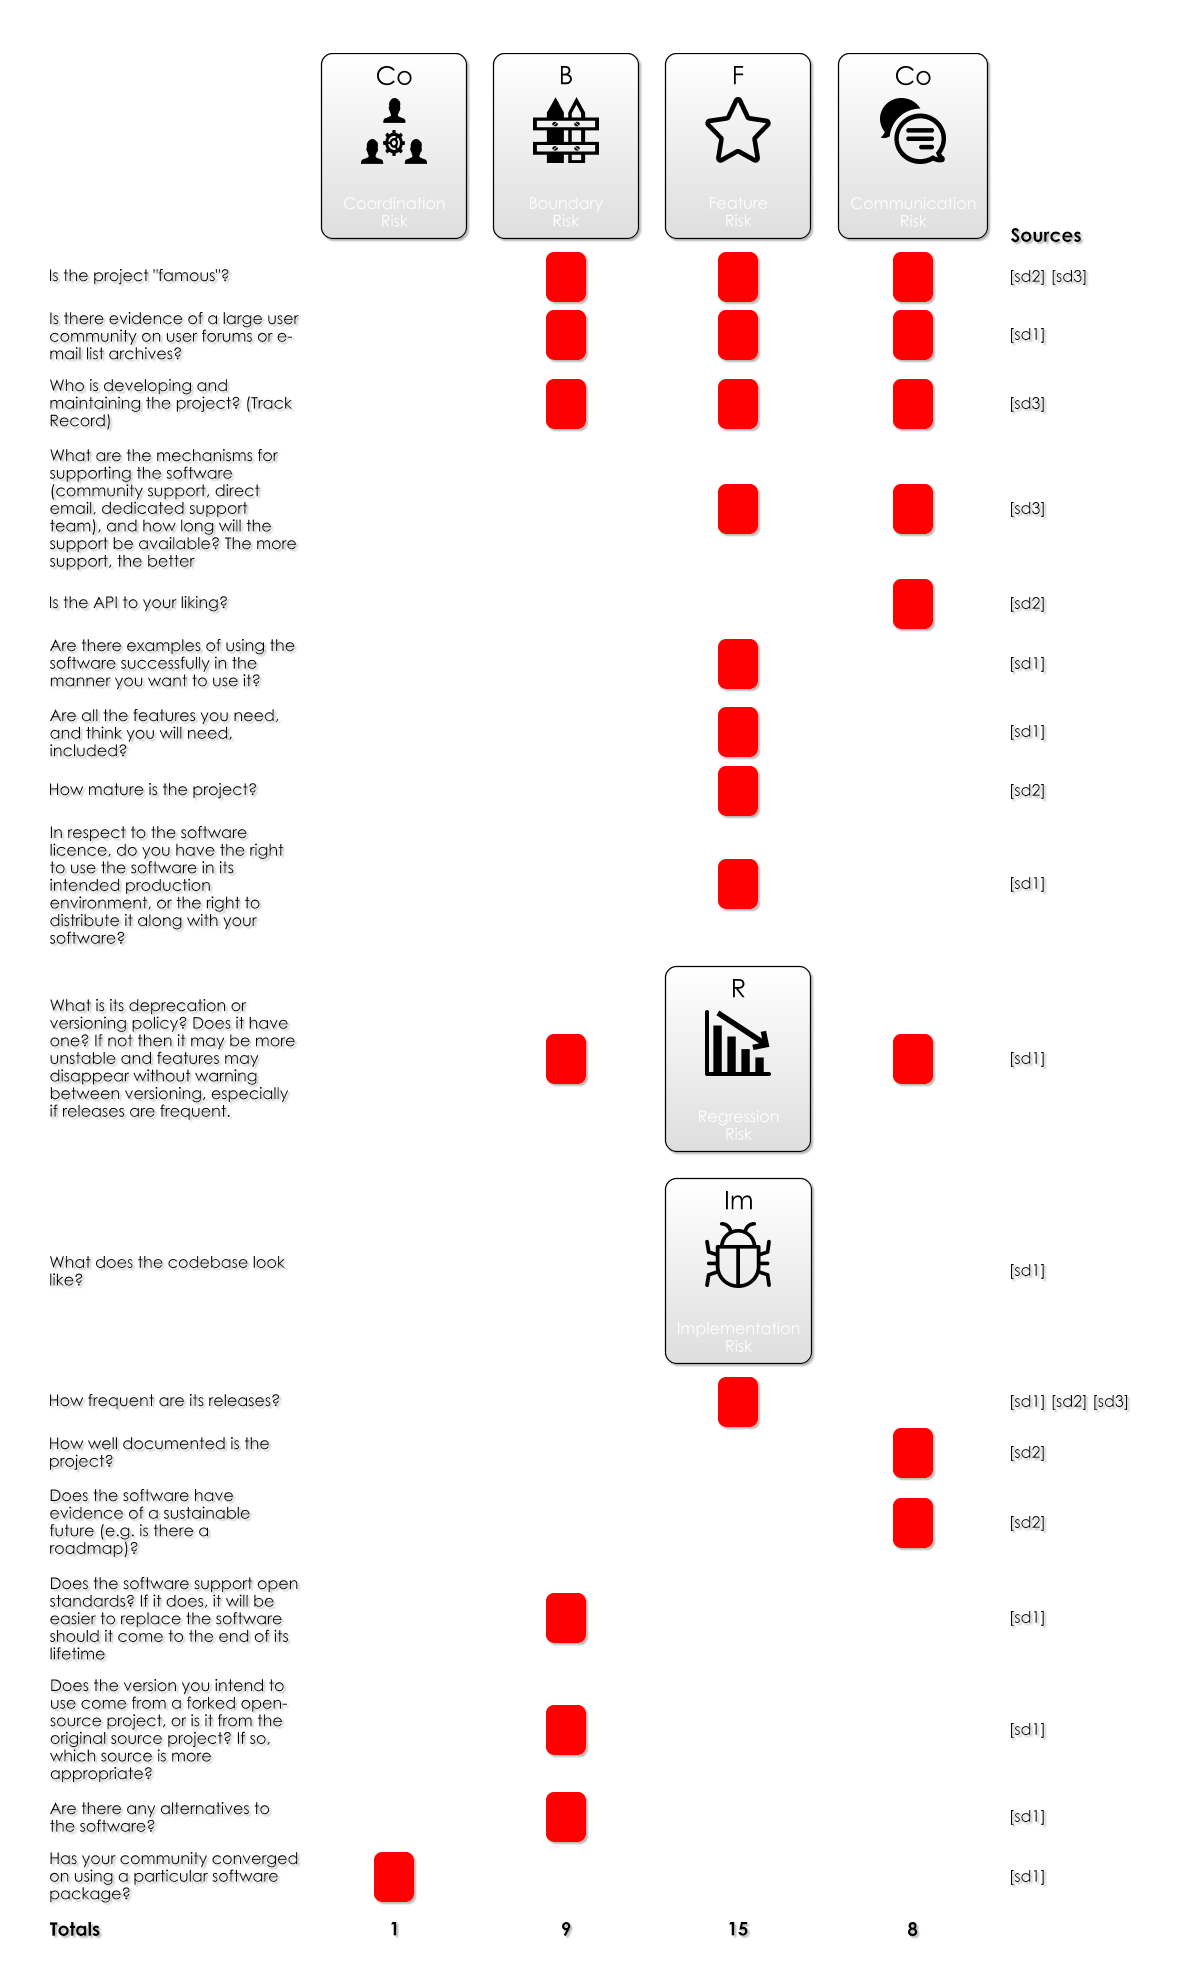 Co
B
F
Co
Coordination
Risk
Boundary
Risk
Feature
Risk
Communication
Risk
Sources
Is the project "famous"?
[sd2] [sd3]
Is there evidence of a large user
community on user forums or e-
mail list archives?
[sd1]
Who is developing and
maintaining the project? (Track
Record)
[sd3]
What are the mechanisms for
supporting the software
(community support, direct
email, dedicated support
team), and how long will the
support be available? The more
support, the better
[sd3]
Is the API to your liking?
[sd2]
Are there examples of using the
software successfully in the
manner you want to use it?
[sd1]
Are all the features you need,
and think you will need,
included?
[sd1]
How mature is the project?
[sd2]
In respect to the software
licence, do you have the right
to use the software in its
intended production
environment, or the right to
distribute it along with your
software?
[sd1]
What is its deprecation or
versioning policy? Does it have
one? If not then it may be more
unstable and features may
disappear without warning
between versioning, especially
if releases are frequent.
R
Regression
Risk
[sd1]
What does the codebase look
like?
Im
Implementation
Risk
[sd1]
How frequent are its releases?
[sd1] [sd2] [sd3]
How well documented is the
project?
[sd2]
Does the software have
evidence of a sustainable
future (e.g. is there a
roadmap)?
[sd2]
Does the software support open
standards? If it does, it will be
easier to replace the software
should it come to the end of its
lifetime
[sd1]
Does the version you intend to
use come from a forked open-
source project, or is it from the
original source project? If so,
which source is more
appropriate?
[sd1]
Are there any alternatives to
the software?
[sd1]
Has your community converged
on using a particular software
package?
[sd1]
Totals 1 9 15 8